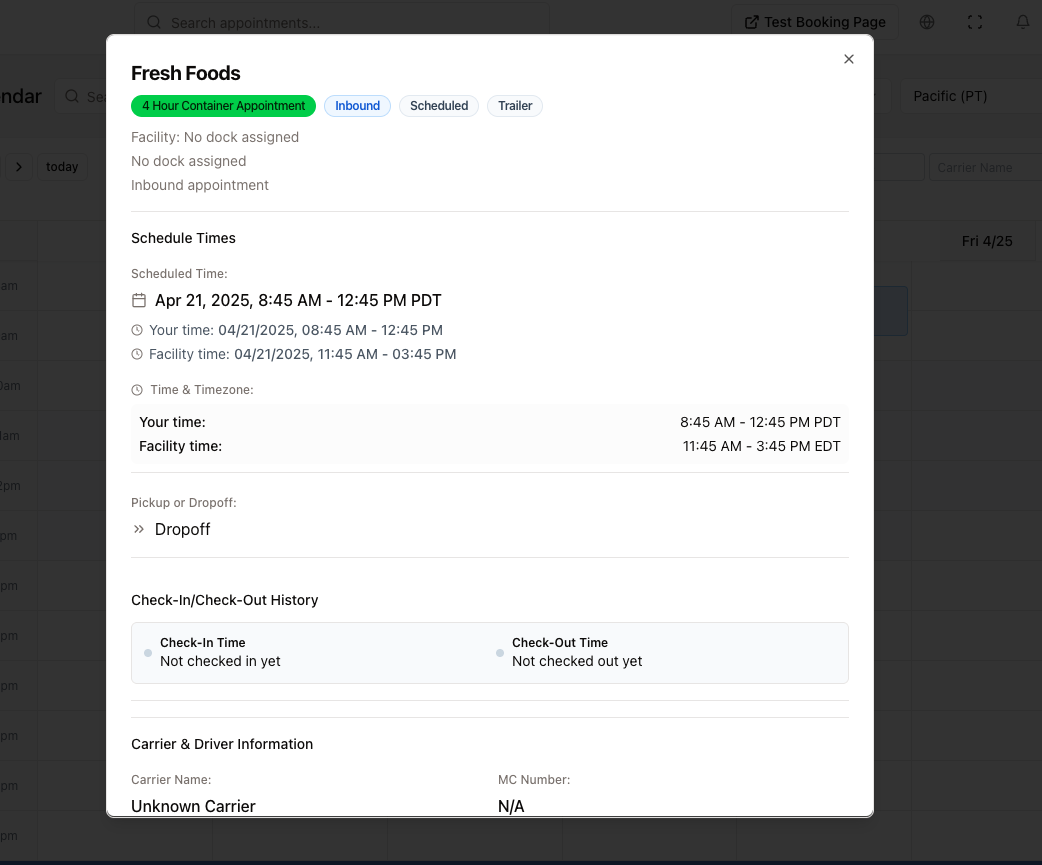 Search appointments...
Test Booking Page
ndar
Sea
Pacific (PT)
today
Carrier Name
Fri 4/25
am
am
0am
1am
2pm
pm
pm
pm
pm
pm
pm
pm
Fresh Foods
4 Hour Container Appointment Inbound Scheduled Trailer
Facility: No dock assigned
No dock assigned
Inbound appointment
Schedule Times
Scheduled Time:
Apr 21, 2025, 8:45 AM - 12:45 PM PDT
Your time: 04/21/2025, 08:45 AM - 12:45 PM
Facility time: 04/21/2025, 11:45 AM - 03:45 PM
Time & Timezone:
Your time: 8:45 AM - 12:45 PM PDT
Facility time: 11:45 AM - 3:45 PM EDT
Pickup or Dropoff:
Dropoff
Check-In/Check-Out History
Check-In Time Check-Out Time
Not checked in yet Not checked out yet
Carrier & Driver Information
Carrier Name: MC Number:
Unknown Carrier N/A